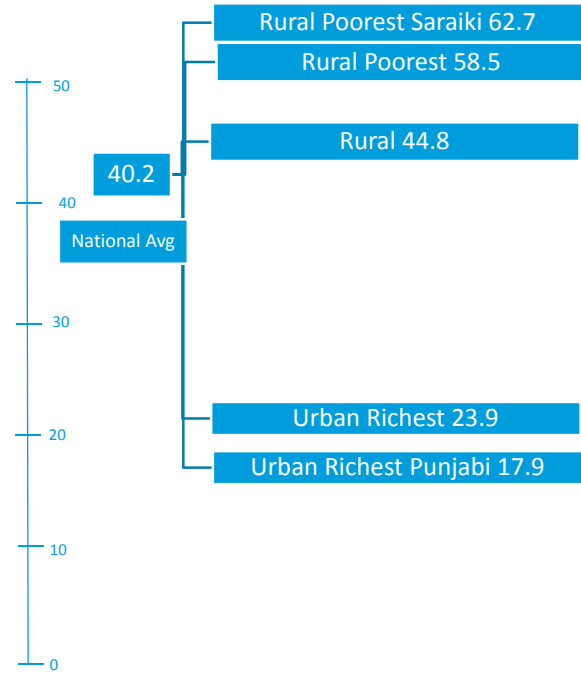 Rural Poorest Saraiki 62.7
Rural Poorest 58.5
50
Rural 44.8
40.2
40
National Avg
30
Urban Richest 23.9
20
Urban Richest Punjabi 17.9
10
0